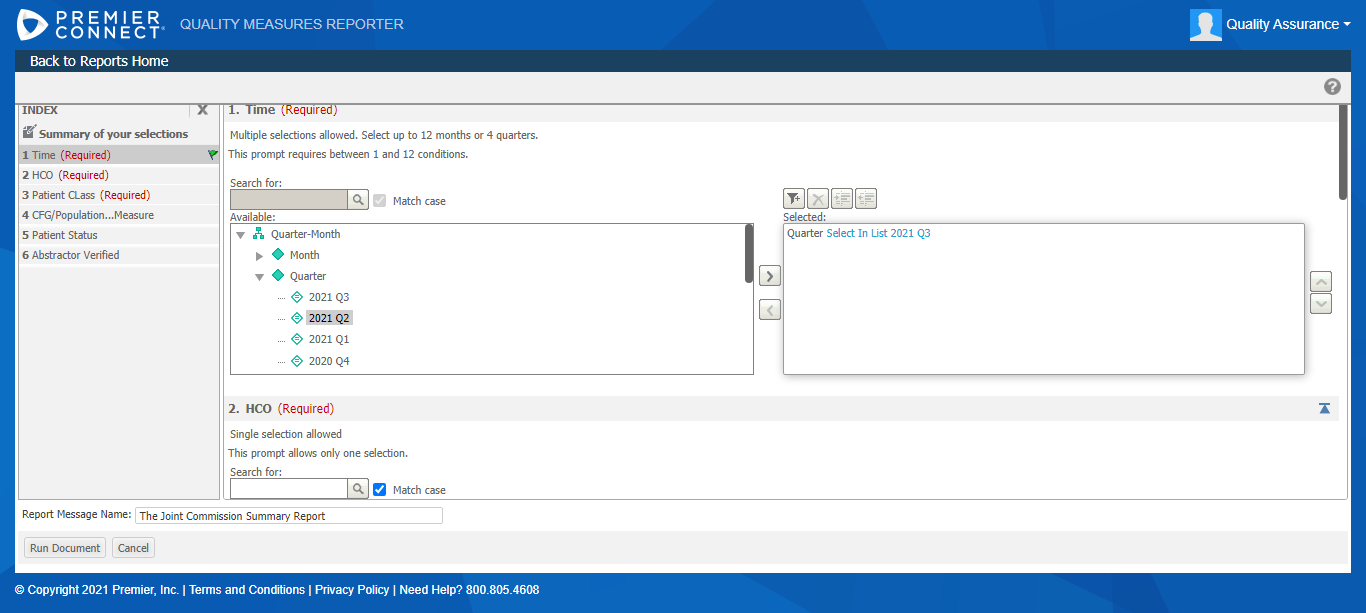 PREMIER CONNECT QUALITY MEASURES REPORTER
Quality Assurance
Back to Reports Home
INDEX X
Summary of your selections
1 Time (Required)
2 HCO (Required)
3 Patient CLass (Required)
4 CFG/Population...Measure
5 Patient Status
6 Abstractor Verified
1. Time (Required)
Multiple selections allowed. Select up to 12 months or 4 quarters.
This prompt requires between 1 and 12 conditions.
Search for:
Match case
Available:
Quarter-Month
Month
Quarter
2021 Q3
2021 Q2
2021 Q1
2020 Q4
Selected:
Quarter Select In List 2021 Q3
2. HCO (Required)
Single selection allowed
This prompt allows only one selection.
Search for:
Match case
Report Message Name: The Joint Commission Summary Report
Run Document Cancel
© Copyright 2021 Premier, Inc. | Terms and Conditions | Privacy Policy | Need Help? 800.805.4608